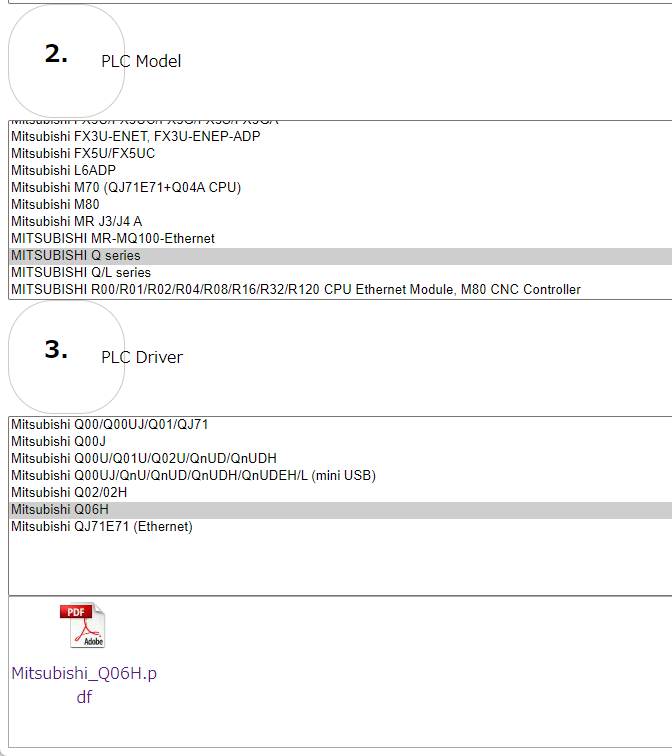 2.
PLC Model
Mitsubishi FX3U-ENET, FX3U-ENEP-ADP
Mitsubishi FX5U/FX5UC
Mitsubishi L6ADP
Mitsubishi M70 (QJ71E71+Q04A CPU)
Mitsubishi M80
Mitsubishi MR J3/J4 A
MITSUBISHI MR-MQ100-Ethernet
MITSUBISHI Q series
MITSUBISHI Q/L series
MITSUBISHI R00/R01/R02/R04/R08/R16/R32/R120 CPU Ethernet Module, M80 CNC Controller
3.
PLC Driver
Mitsubishi Q00/Q00UJ/Q01/QJ71
Mitsubishi Q00J
Mitsubishi Q00U/Q01U/Q02U/QnUD/QnUDH
Mitsubishi Q00UJ/QnU/QnUD/QnUDH/QnUDEH/L (mini USB)
Mitsubishi Q02/02H
Mitsubishi Q06H
Mitsubishi QJ71E71 (Ethernet)
PDF
Adobe
Mitsubishi_Q06H.p
df